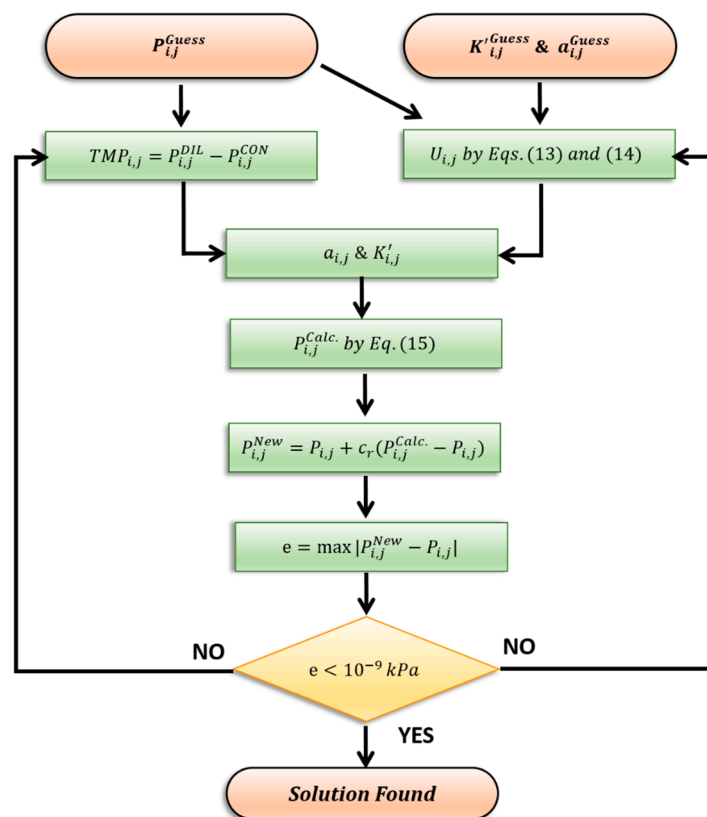 P_{i,j}^{Guess}
K'_{i,j}^{Guess} & a_{i,j}^{Guess}
TMP_{i,j} = P_{i,j}^{DIL} − P_{i,j}^{CON}
U_{i,j} by Eqs. (13) and (14)
a_{i,j} & K'_{i,j}
P_{i,j}^{Calc.} by Eq. (15)
P_{i,j}^{New} = P_{i,j} + c_r(P_{i,j}^{Calc.} − P_{i,j})
e = max |P_{i,j}^{New} − P_{i,j}|
NO
e < 10^{−9} kPa
NO
YES
Solution Found